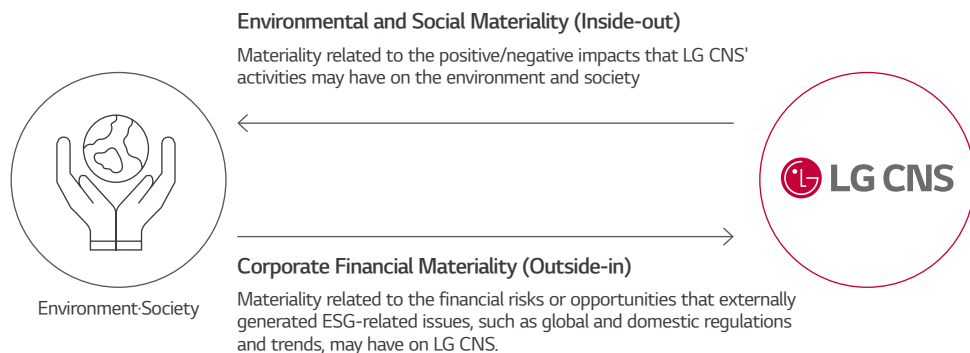 Environmental and Social Materiality (Inside-out)
Materiality related to the positive/negative impacts that LG CNS'
activities may have on the environment and society
LG CNS
Environment·Society
Corporate Financial Materiality (Outside-in)
Materiality related to the financial risks or opportunities that externally
generated ESG-related issues, such as global and domestic regulations
and trends, may have on LG CNS.